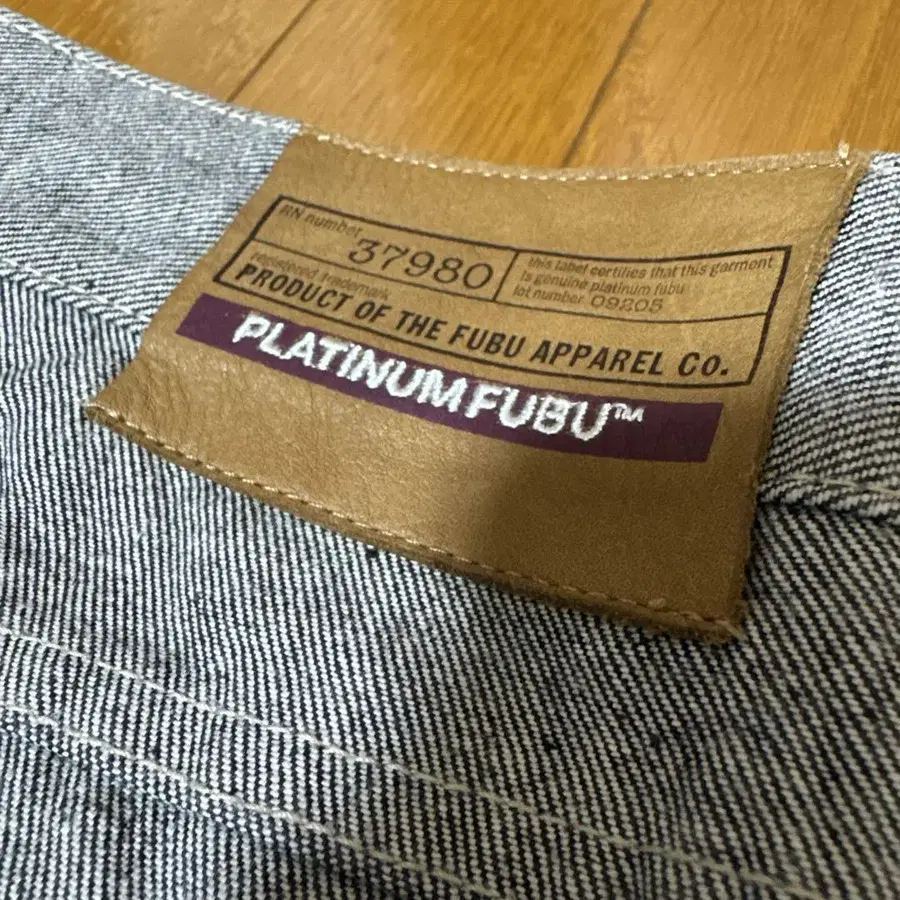 RN number
37980
registered trademark
this label certifies that this garment
is genuine platinum fubu
lot number 09205
PRODUCT OF THE FUBU APPAREL CO.
PLATINUM FUBU™